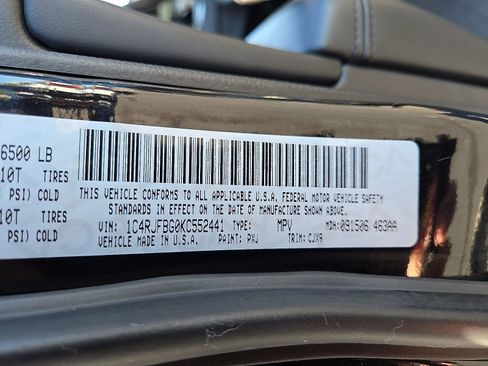 6500 LB
10T TIRES
PSI) COLD
10T TIRES
PSI) COLD
THIS VEHICLE CONFORMS TO ALL APPLICABLE U.S.A. FEDERAL MOTOR VEHICLE SAFETY
STANDARDS IN EFFECT ON THE DATE OF MANUFACTURE SHOWN ABOVE.
VIN: 1C4RJFBG0KC552441 TYPE: MPV MDH: 091506 463AA
VEHICLE MADE IN U.S.A. PAINT: PXJ TRIM: CJX9